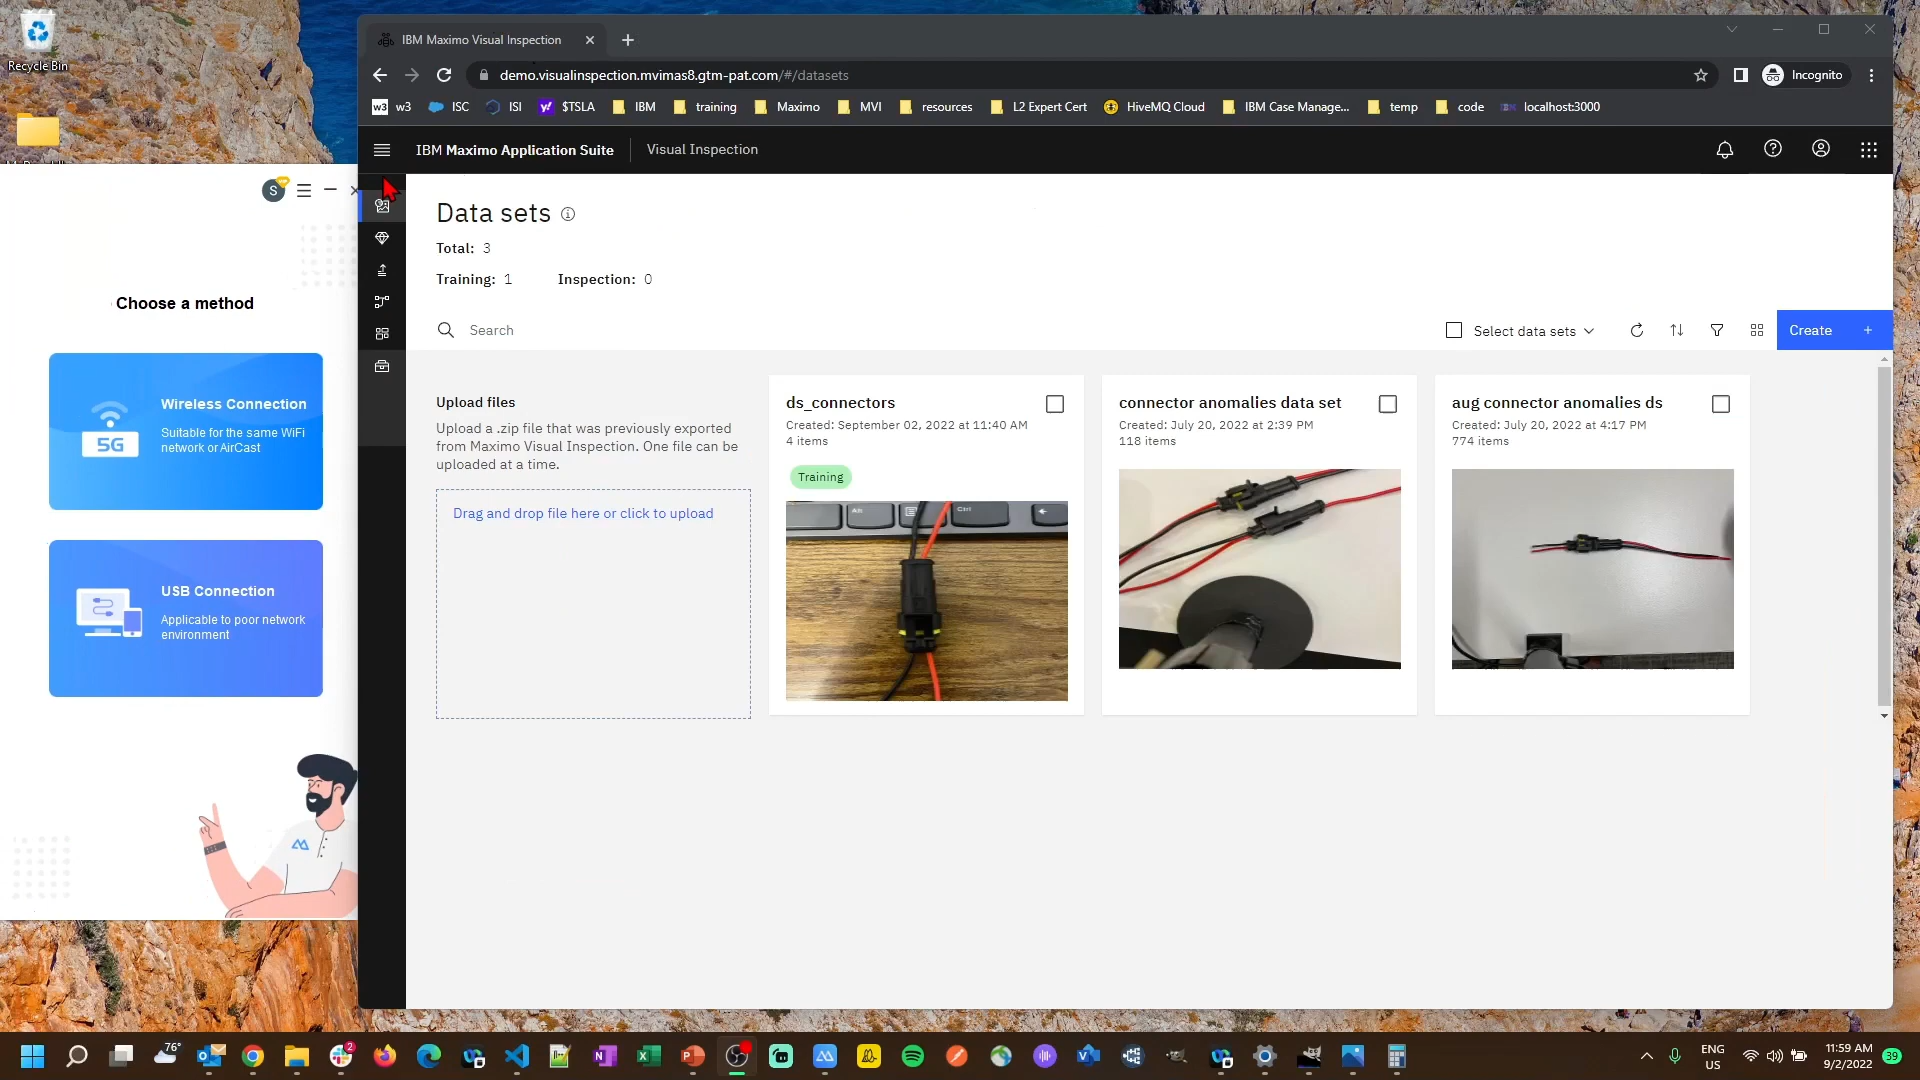 Recycle Bin
IBM Maximo Visual Inspection
demo.visualinspection.mvimas8.gtm-pat.com/#/datasets
Incognito
w3 w3 ISC ISI $TSLA IBM training Maximo MVI resources L2 Expert Cert HiveMQ Cloud IBM Case Manage... temp code localhost:3000
IBM Maximo Application Suite Visual Inspection
S
Data sets
Total: 3
Training: 1 Inspection: 0
Search
Select data sets
Create +
Choose a method
Wireless Connection
Suitable for the same WiFi
network or AirCast
5G
USB Connection
Applicable to poor network
environment
Upload files
Upload a .zip file that was previously exported
from Maximo Visual Inspection. One file can be
uploaded at a time.
Drag and drop file here or click to upload
ds_connectors
Created: September 02, 2022 at 11:40 AM
4 items
Training
Alt
Ctrl
connector anomalies data set
Created: July 20, 2022 at 2:39 PM
118 items
aug connector anomalies ds
Created: July 20, 2022 at 4:17 PM
774 items
76°
2
ENG
US
11:59 AM
9/2/2022
39